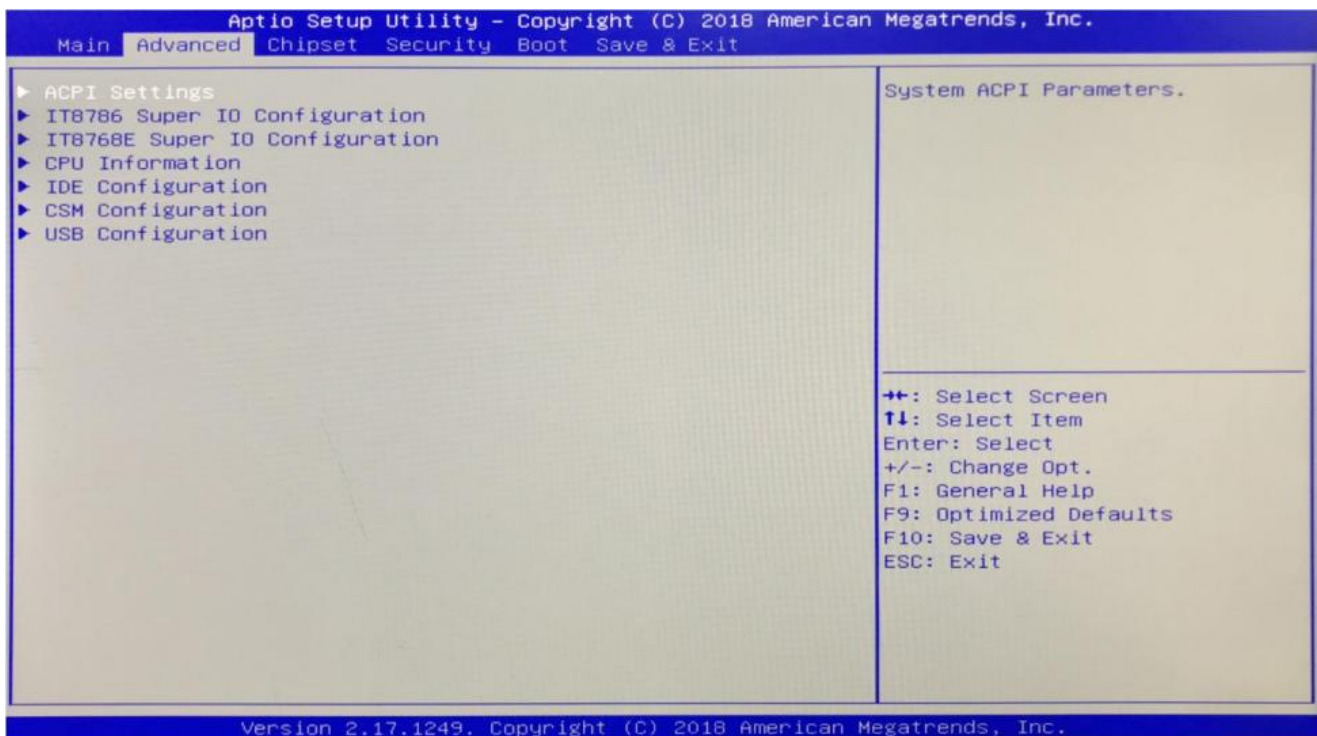 Aptio Setup Utility – Copyright (C) 2018 American Megatrends, Inc.
Main Advanced Chipset Security Boot Save & Exit
► ACPI Settings
► IT8786 Super IO Configuration
► IT8768E Super IO Configuration
► CPU Information
► IDE Configuration
► CSM Configuration
► USB Configuration
System ACPI Parameters.
→←: Select Screen
↑↓: Select Item
Enter: Select
+/-: Change Opt.
F1: General Help
F9: Optimized Defaults
F10: Save & Exit
ESC: Exit
Version 2.17.1249. Copyright (C) 2018 American Megatrends, Inc.